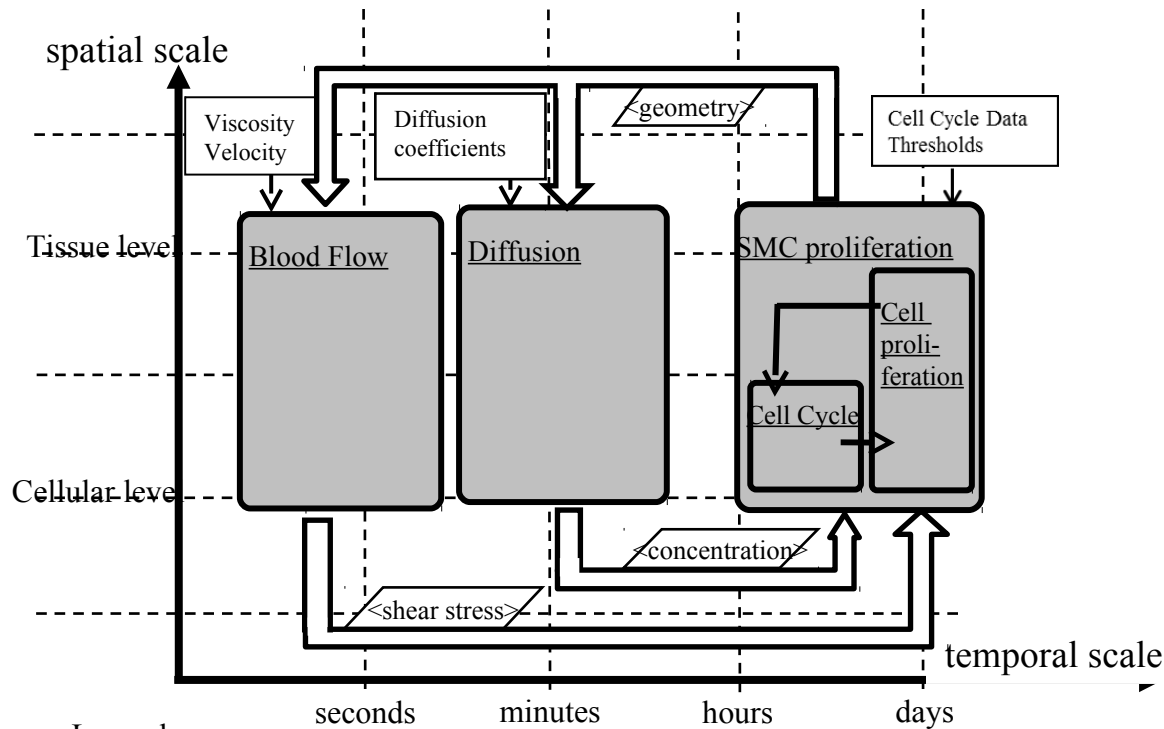 spatial scale
Viscosity
Velocity
Diffusion
coefficients
<geometry>
Cell Cycle Data
Thresholds
Tissue level
Blood Flow
Diffusion
SMC proliferation
Cell
proli-
feration
Cell Cycle
Cellular level
<concentration>
<shear stress>
temporal scale
seconds
minutes
hours
days